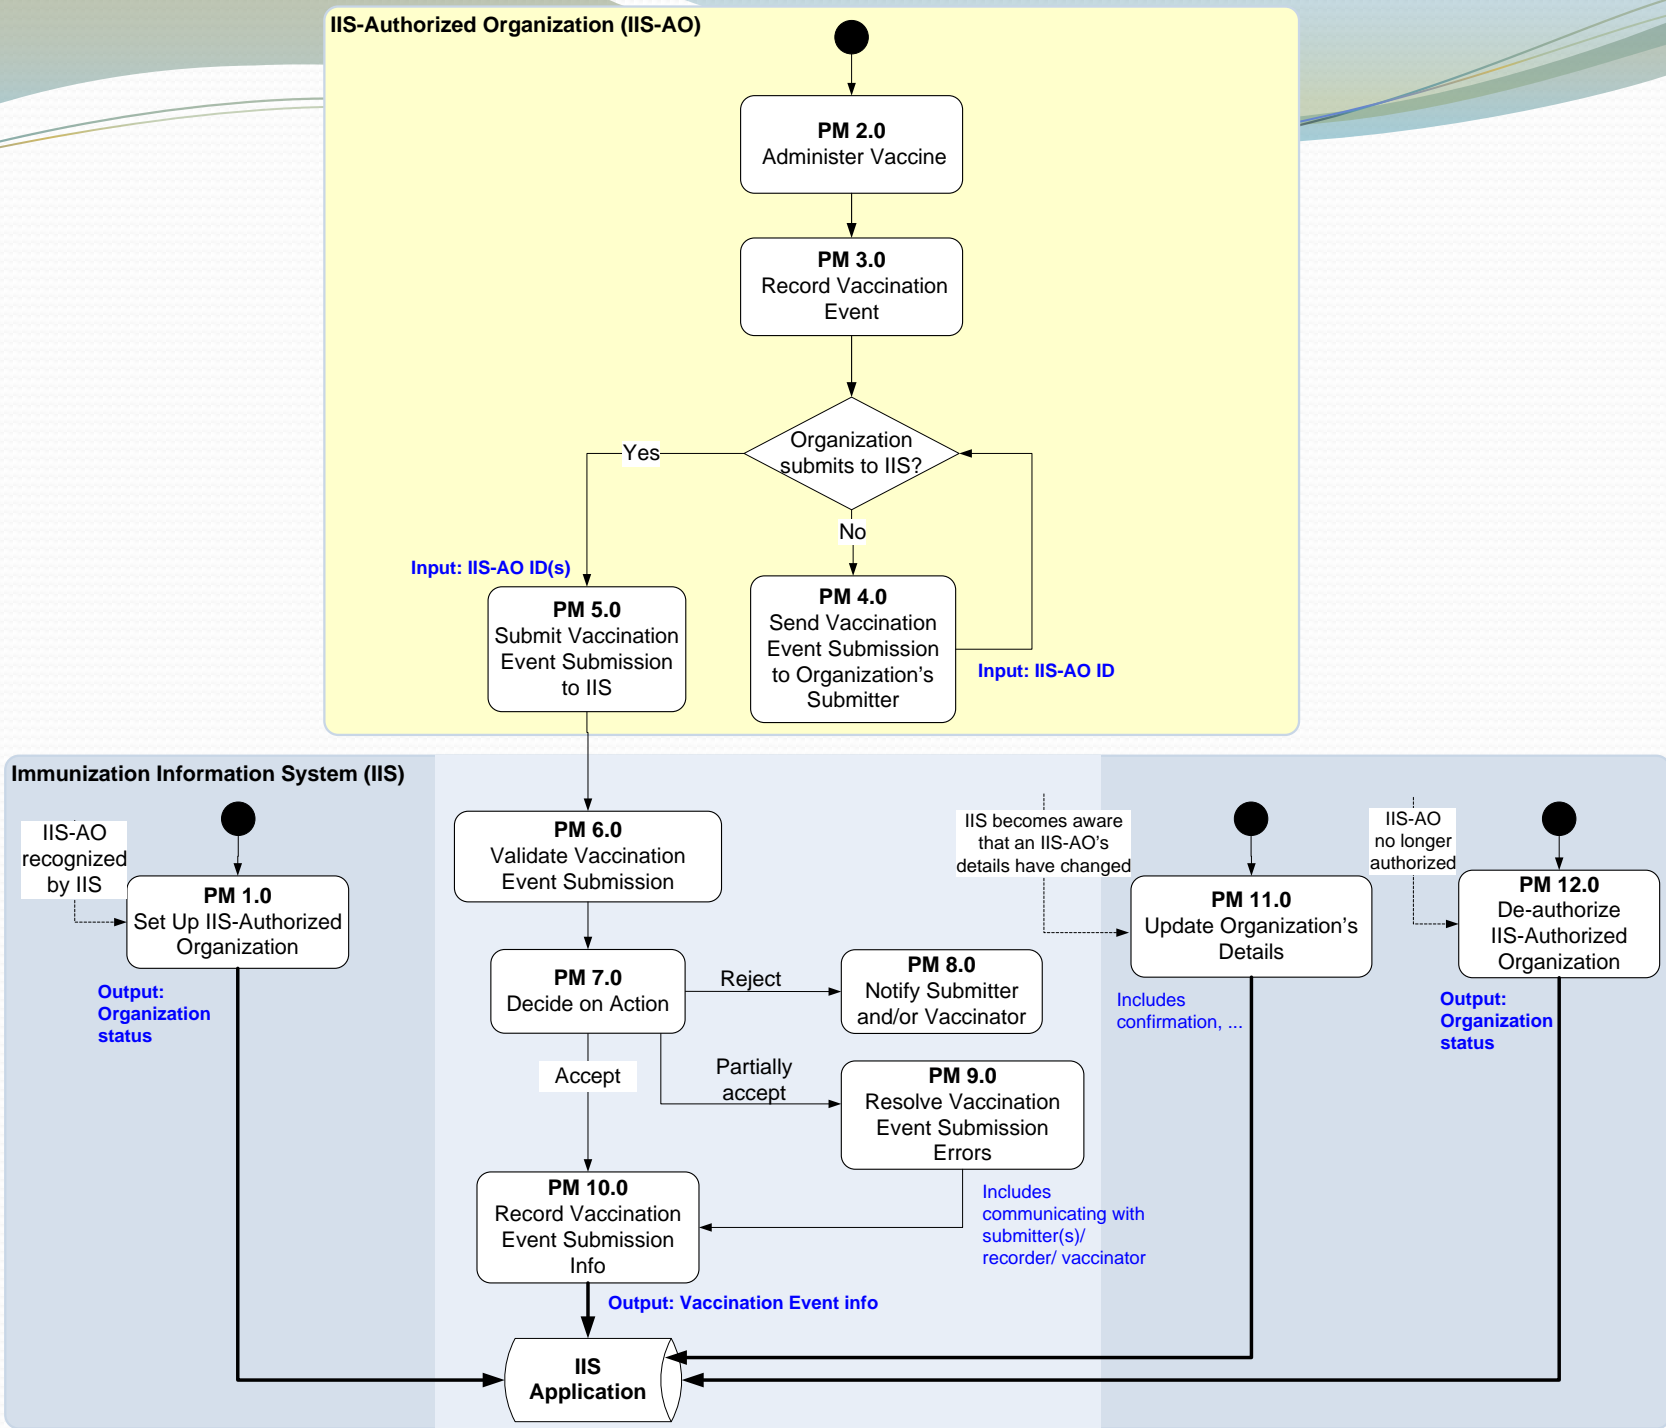 IIS-Authorized Organization (IIS-AO)
PM 2.0
Administer Vaccine
PM 3.0
Record Vaccination
Event
Organization
submits to IIS?
Yes
No
Input: IIS-AO ID(s)
PM 5.0
Submit Vaccination
Event Submission
to IIS
PM 4.0
Send Vaccination
Event Submission
to Organization's
Submitter
Input: IIS-AO ID
Immunization Information System (IIS)
IIS-AO
recognized
by IIS
PM 1.0
Set Up IIS-Authorized
Organization
Output:
Organization
status
PM 6.0
Validate Vaccination
Event Submission
PM 7.0
Decide on Action
Reject
PM 8.0
Notify Submitter
and/or Vaccinator
Accept
Partially
accept
PM 9.0
Resolve Vaccination
Event Submission
Errors
Includes
communicating with
submitter(s)/
recorder/ vaccinator
PM 10.0
Record Vaccination
Event Submission
Info
Output: Vaccination Event info
IIS
Application
IIS becomes aware
that an IIS-AO's
details have changed
PM 11.0
Update Organization's
Details
Includes
confirmation, ...
IIS-AO
no longer
authorized
PM 12.0
De-authorize
IIS-Authorized
Organization
Output:
Organization
status